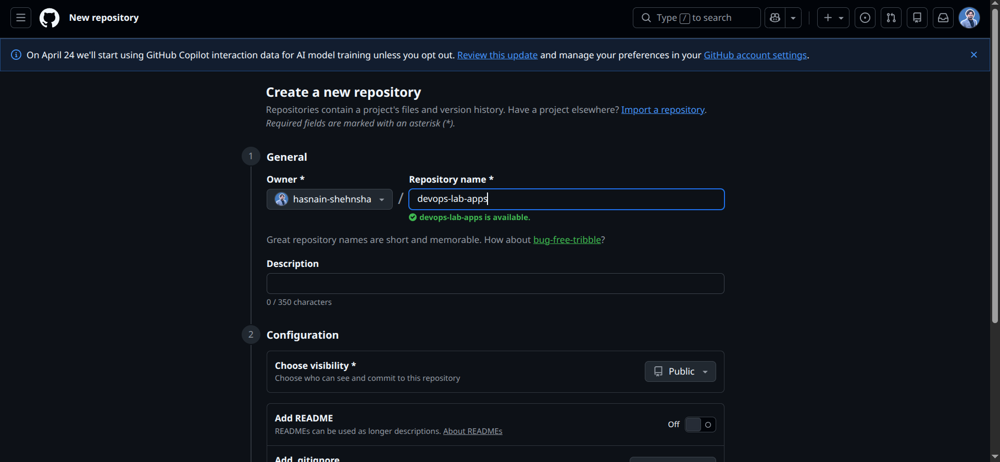 New repository
Type / to search
On April 24 we'll start using GitHub Copilot interaction data for AI model training unless you opt out. Review this update and manage your preferences in your GitHub account settings.
Create a new repository
Repositories contain a project's files and version history. Have a project elsewhere? Import a repository.
Required fields are marked with an asterisk (*).
1 General
Owner * Repository name *
hasnain-shehnsha / devops-lab-apps
devops-lab-apps is available.
Great repository names are short and memorable. How about bug-free-tribble?
Description
0 / 350 characters
2 Configuration
Choose visibility *
Choose who can see and commit to this repository
Public
Add README
READMEs can be used as longer descriptions. About READMEs
Off
Add .gitignore